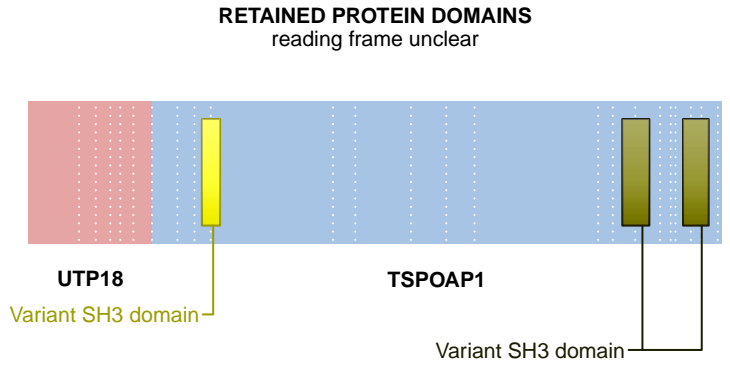 RETAINED PROTEIN DOMAINS
reading frame unclear
UTP18
TSPOAP1
Variant SH3 domain
Variant SH3 domain